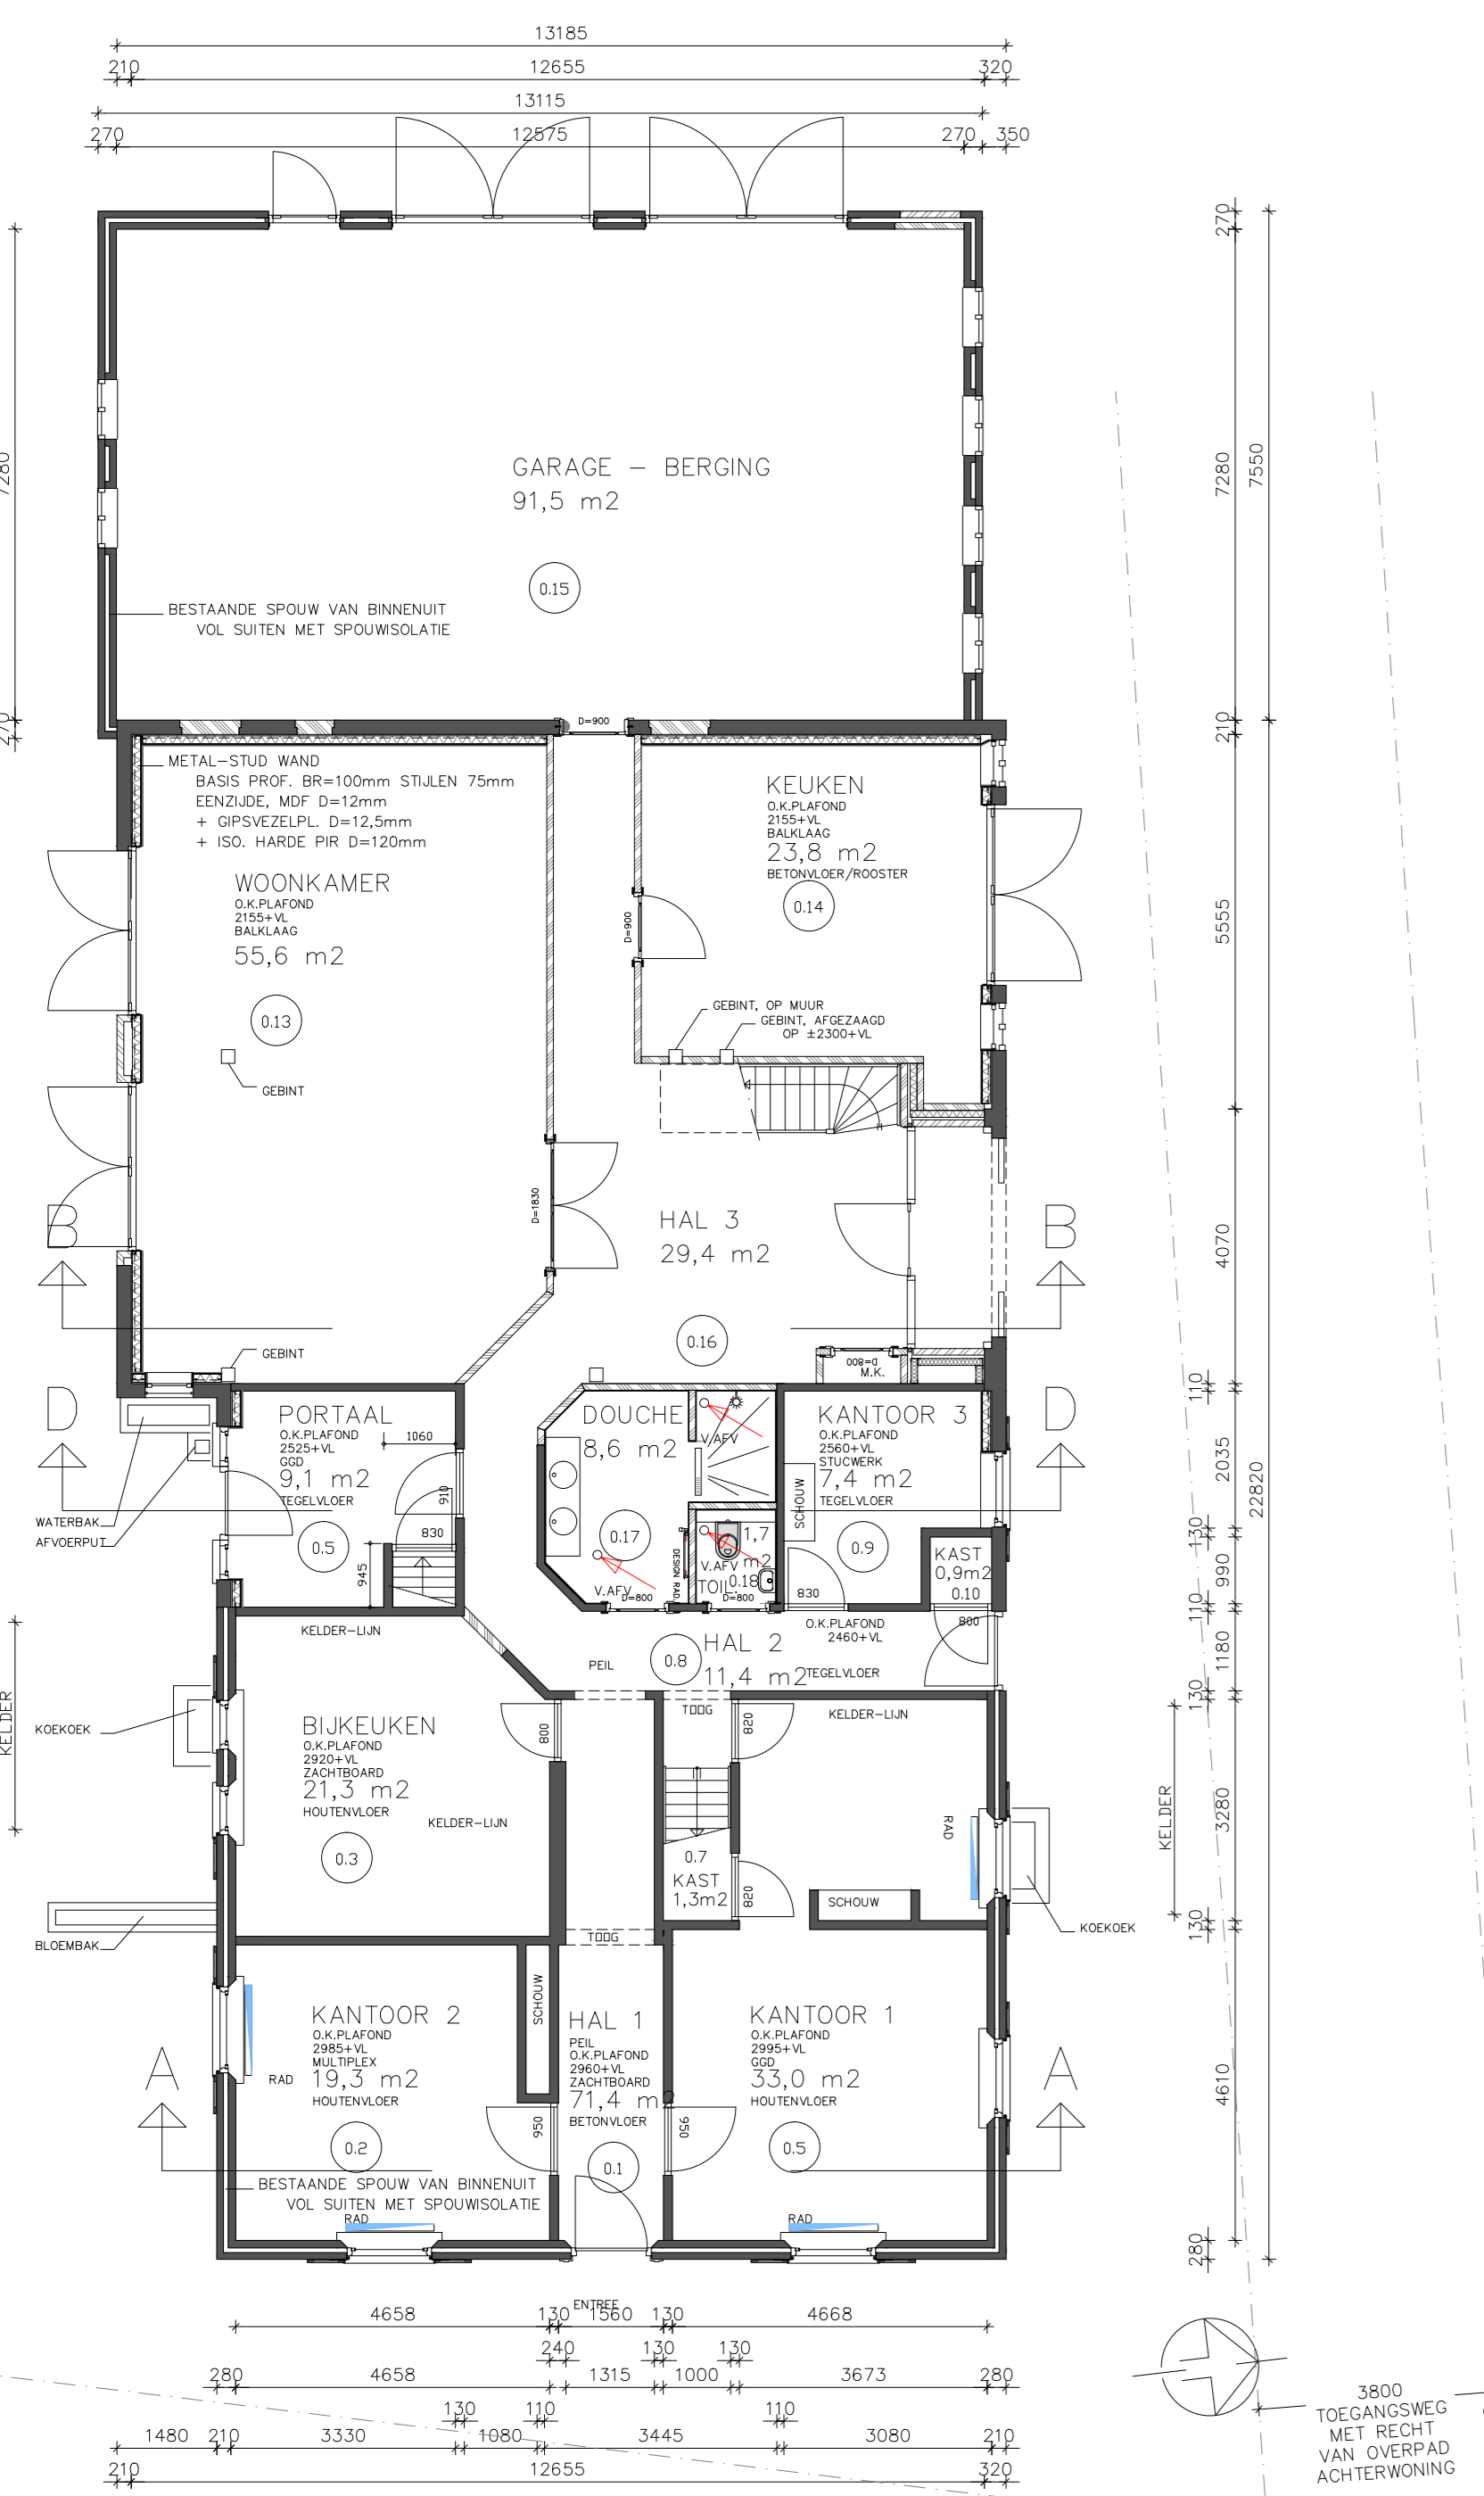 13185
210 12655 320
13115
270 12575 270 350
270
7280
7550
7280
GARAGE - BERGING
91,5 m2
0.15
BESTAANDE SPOUW VAN BINNENUIT
VOL SUITEN MET SPOUWISOLATIE
270
D=900
210
METAL-STUD WAND
BASIS PROF. BR=100mm STIJLEN 75mm
EENZIJDE, MDF D=12mm
+ GIPSVEZELPL. D=12,5mm
+ ISO. HARDE PIR D=120mm
KEUKEN
O.K.PLAFOND
2155+VL
BALKLAAG
23,8 m2
BETONVLOER/ROOSTER
0.14
WOONKAMER
O.K.PLAFOND
2155+VL
BALKLAAG
55,6 m2
0.13
D=900
5555
GEBINT, OP MUUR
GEBINT, AFGEZAAGD
OP ±2300+VL
GEBINT
D=1830
HAL 3
29,4 m2
0.16
B
B
4070
GEBINT
D=800
M.K.
110
D
D
PORTAAL
O.K.PLAFOND
2525+VL
GGD
9,1 m2
TEGELVLOER
0.5
1060
910
830
945
DOUCHE
8,6 m2
0.17
V.AFV
V.AFV
D=800
DESIGN RAD.
1,7
m2
V.AFV
0.18
TOIL.
D=800
KANTOOR 3
O.K.PLAFOND
2560+VL
STUCWERK
7,4 m2
TEGELVLOER
SCHOUW
0.9
830
KAST
0,9m2
0.10
800
2035
22820
130
990
110
WATERBAK
AFVOERPUT
KELDER-LIJN
O.K.PLAFOND
2460+VL
HAL 2
11,4 m2
TEGELVLOER
0.8
PEIL
1180
130
TOOG
KELDER-LIJN
KELDER
KOEKOEK
BIJKEUKEN
O.K.PLAFOND
2920+VL
ZACHTBOARD
21,3 m2
HOUTENVLOER
KELDER-LIJN
0.3
800
820
0.7
KAST
1,3m2
820
RAD
SCHOUW
KELDER
3280
KOEKOEK
130
BLOEMBAK
TOOG
KANTOOR 2
O.K.PLAFOND
2985+VL
MULTIPLEX
19,3 m2
HOUTENVLOER
RAD
0.2
SCHOUW
HAL 1
PEIL
O.K.PLAFOND
2960+VL
ZACHTBOARD
71,4 m2
BETONVLOER
0.1
950
950
KANTOOR 1
O.K.PLAFOND
2995+VL
GGD
33,0 m2
HOUTENVLOER
0.5
A
A
4610
BESTAANDE SPOUW VAN BINNENUIT
VOL SUITEN MET SPOUWISOLATIE
RAD
RAD
280
ENTREE
4658 130 1560 130 4668
240 130 130
280 4658 1315 1000 3673 280
130 110 110
1480 210 3330 1080 3445 3080 210
210 12655 320
3800
TOEGANGSWEG
MET RECHT
VAN OVERPAD
ACHTERWONING